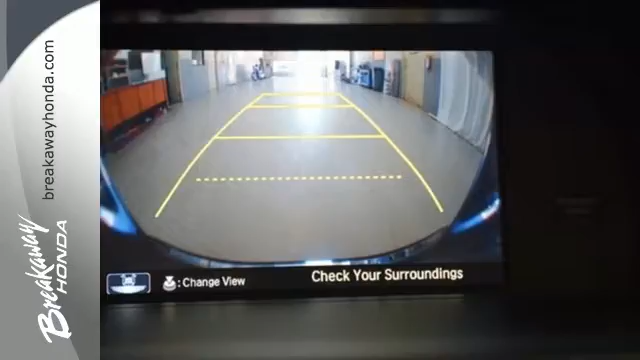 breakawayhonda.com
Breakaway
HONDA
: Change View
Check Your Surroundings